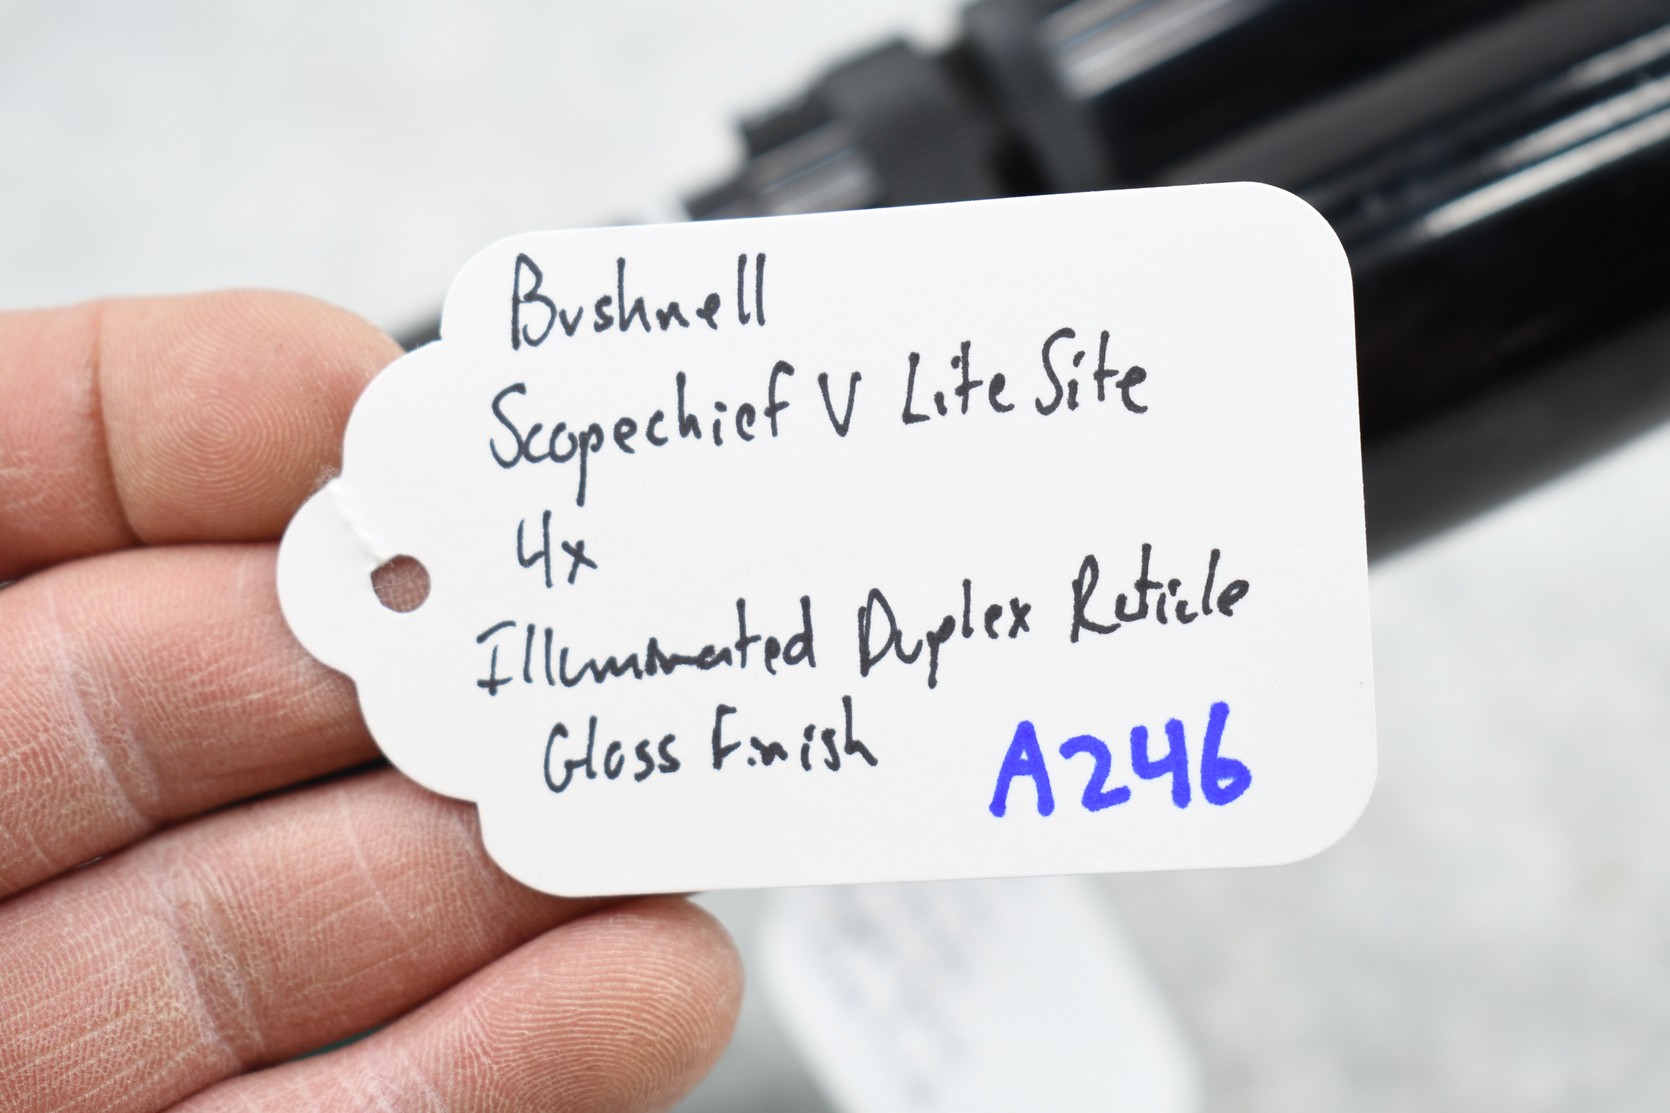 Bushnell
Scopechief V Lite Site
4x
Illuminated Duplex Reticle
Gloss Finish
A246